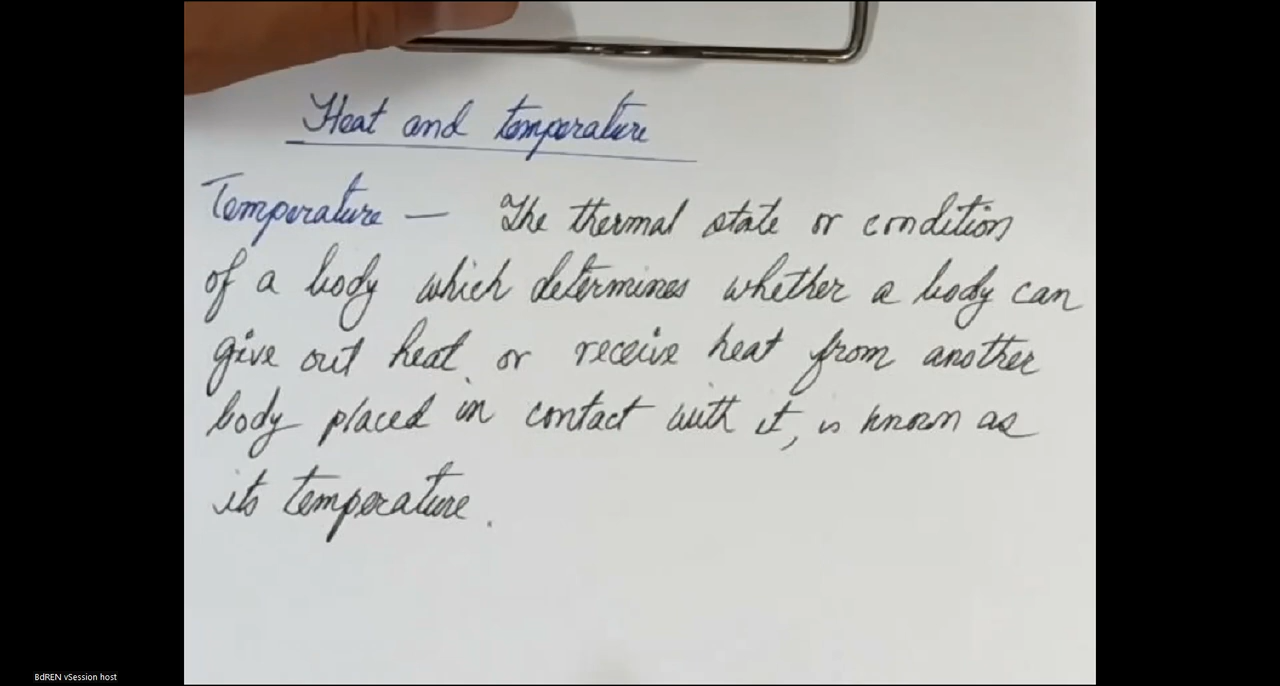 Heat and temperature
Temperature — The thermal state or condition
of a body which determines whether a body can
give out heat or receive heat from another
body placed in contact with it, is known as
its temperature.
BdREN vSession host